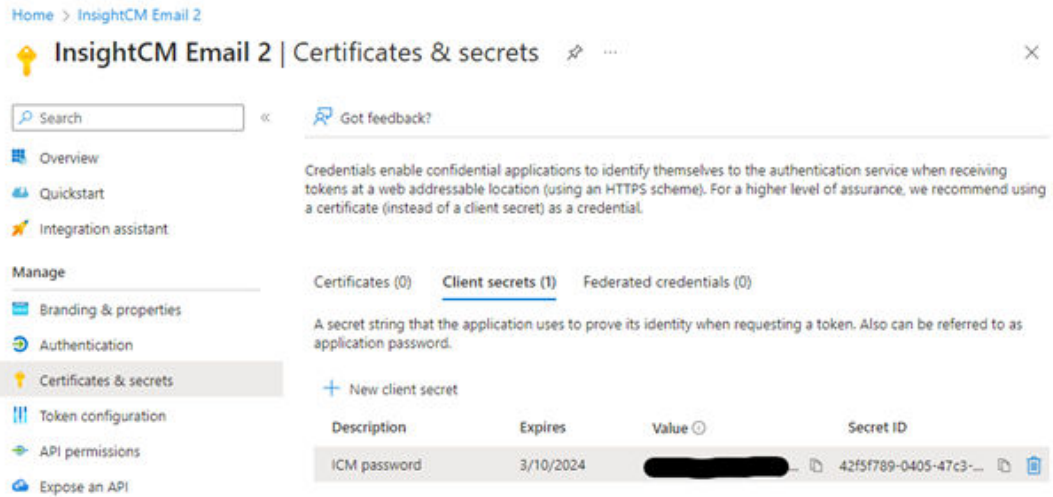 Home > InsightCM Email 2
InsightCM Email 2 | Certificates & secrets ...
Search «
Got feedback?
Overview
Quickstart
Integration assistant
Manage
Branding & properties
Authentication
Certificates & secrets
Token configuration
API permissions
Expose an API
Credentials enable confidential applications to identify themselves to the authentication service when receiving
tokens at a web addressable location (using an HTTPS scheme). For a higher level of assurance, we recommend using
a certificate (instead of a client secret) as a credential.
Certificates (0) Client secrets (1) Federated credentials (0)
A secret string that the application uses to prove its identity when requesting a token. Also can be referred to as
application password.
+ New client secret
Description Expires Value Secret ID
ICM password 3/10/2024 ... 42f5f789-0405-47c3-...